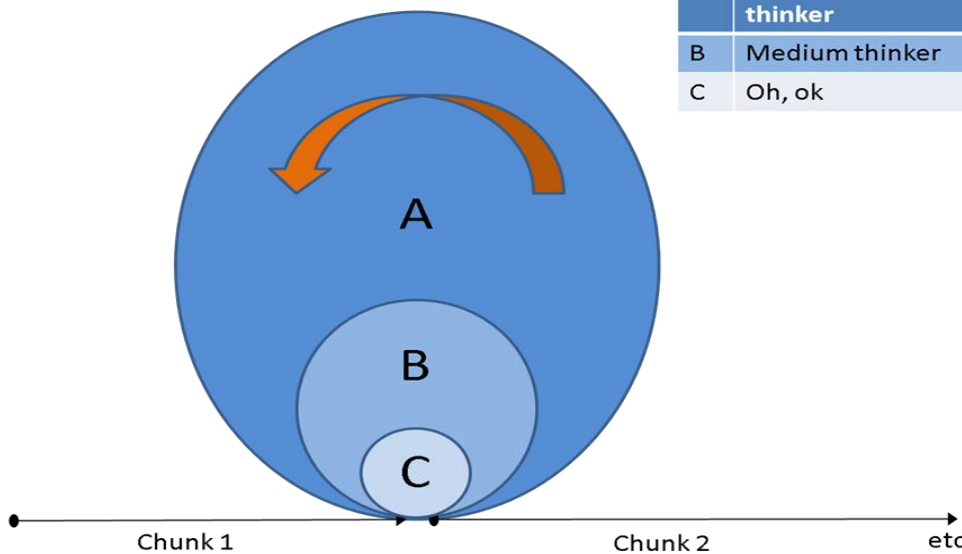 thinker
B Medium thinker
C Oh, ok
A
B
C
Chunk 1 Chunk 2 etc